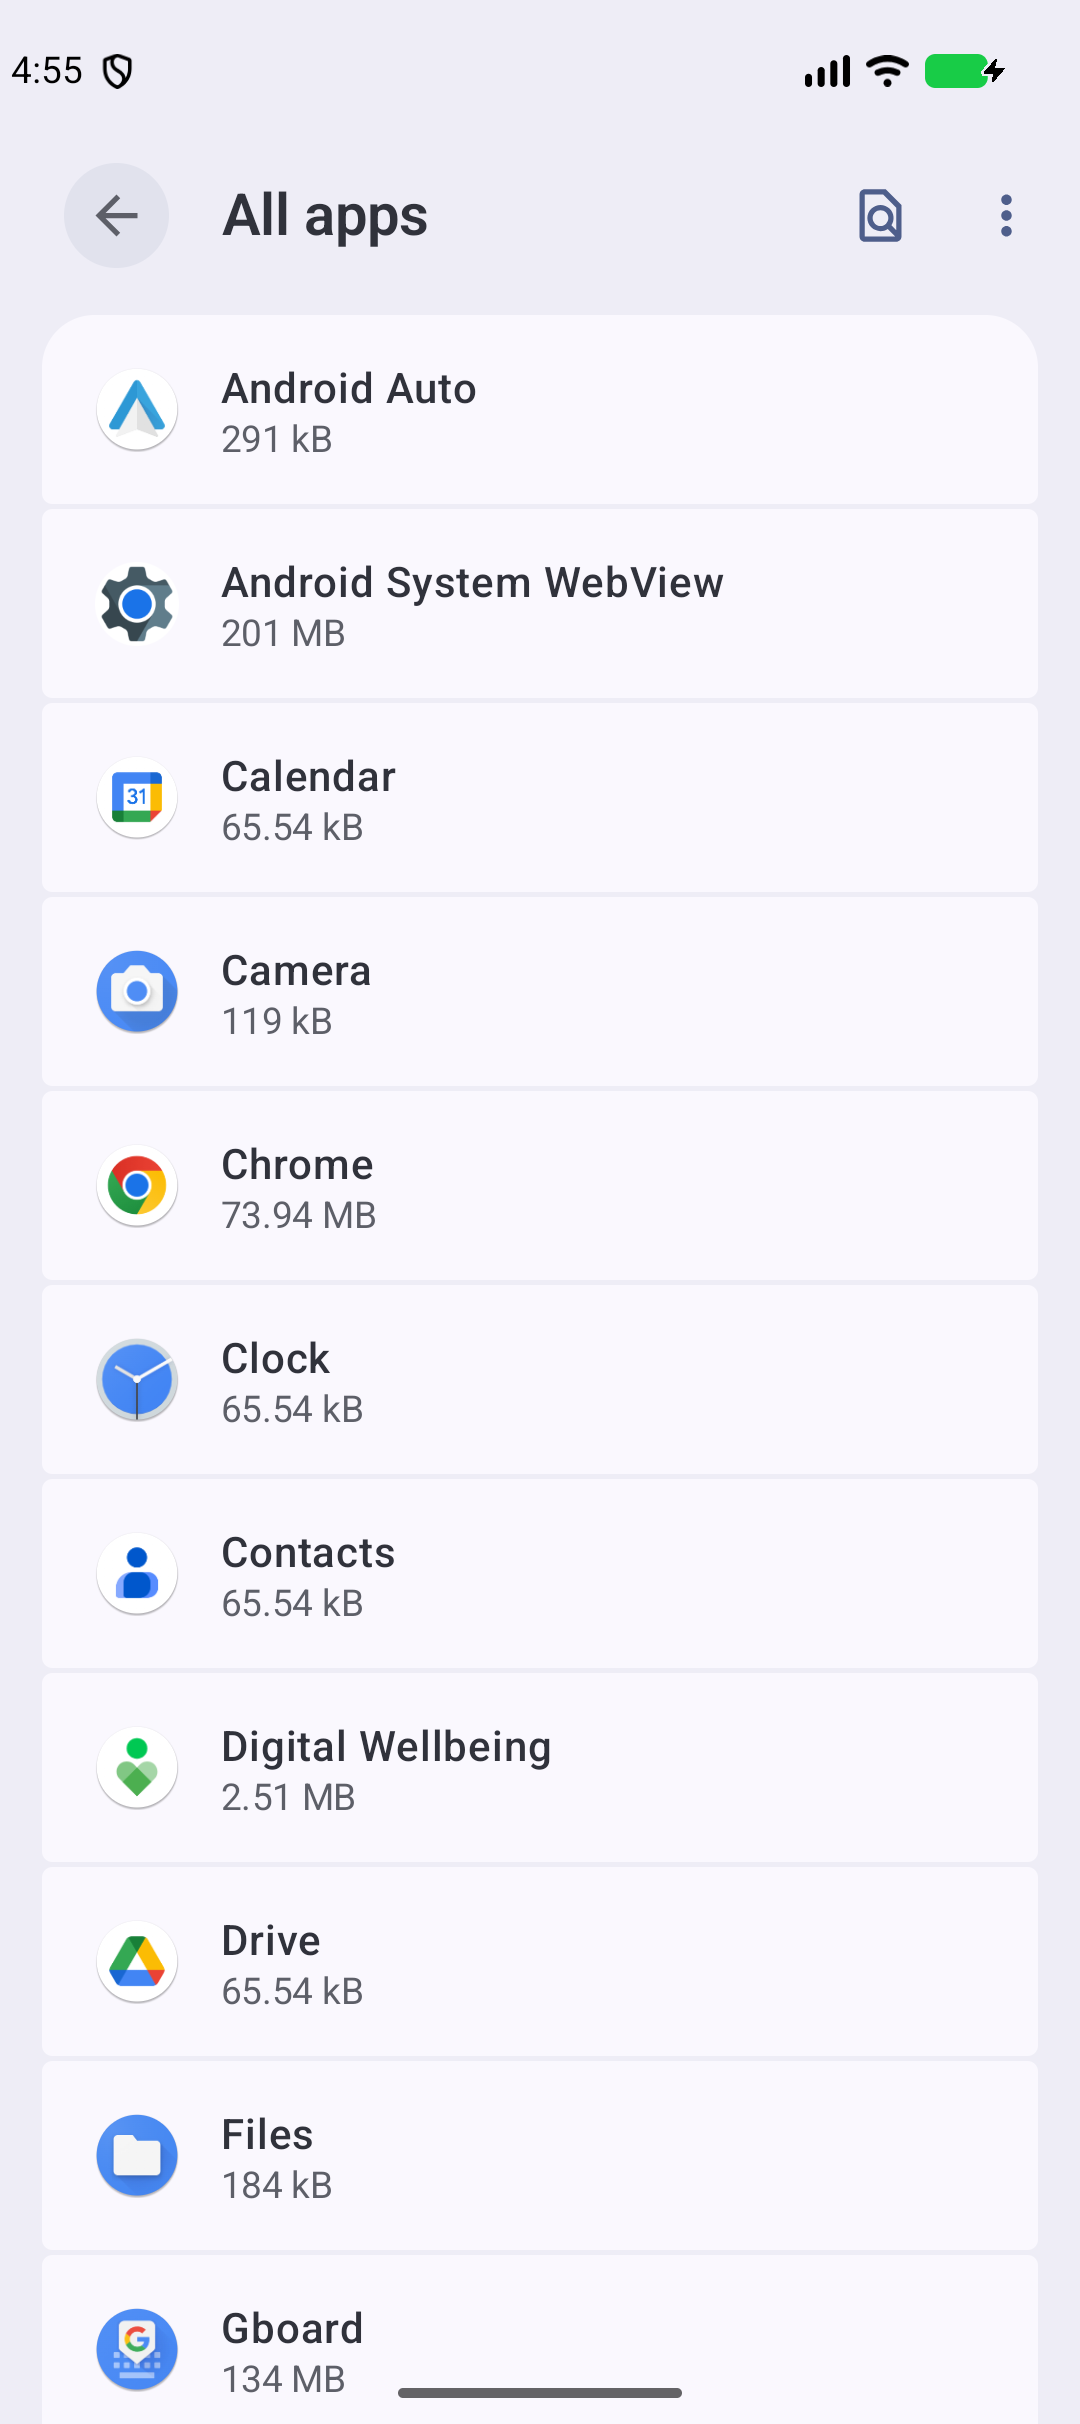 4:55
All apps
Android Auto
291 kB
Android System WebView
201 MB
31
Calendar
65.54 kB
Camera
119 kB
Chrome
73.94 MB
Clock
65.54 kB
Contacts
65.54 kB
Digital Wellbeing
2.51 MB
Drive
65.54 kB
Files
184 kB
G
Gboard
134 MB